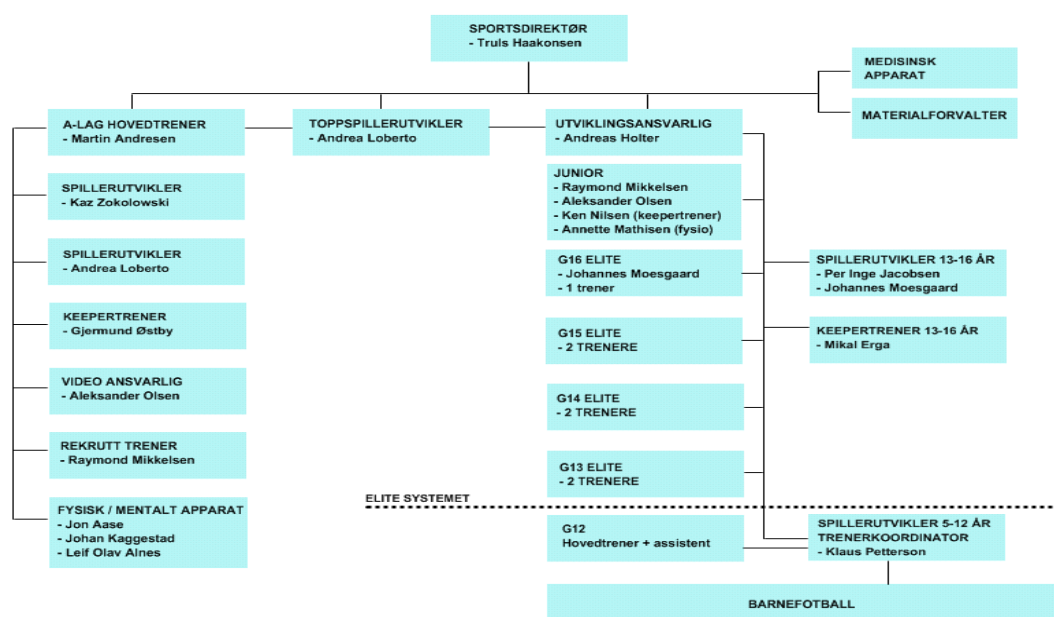 SPORTSDIREKTØR
- Truls Haakonsen
MEDISINSK
APPARAT
MATERIALFORVALTER
A-LAG HOVEDTRENER
- Martin Andresen
TOPPSPILLERUTVIKLER
- Andrea Loberto
UTVIKLINGSANSVARLIG
- Andreas Holter
SPILLERUTVIKLER
- Kaz Zokolowski
SPILLERUTVIKLER
- Andrea Loberto
KEEPERTRENER
- Gjermund Østby
VIDEO ANSVARLIG
- Aleksander Olsen
REKRUTT TRENER
- Raymond Mikkelsen
FYSISK / MENTALT APPARAT
- Jon Aase
- Johan Kaggestad
- Leif Olav Alnes
JUNIOR
- Raymond Mikkelsen
- Aleksander Olsen
- Ken Nilsen (keepertrener)
- Annette Mathisen (fysio)
G16 ELITE
- Johannes Moesgaard
- 1 trener
G15 ELITE
- 2 TRENERE
G14 ELITE
- 2 TRENERE
G13 ELITE
- 2 TRENERE
SPILLERUTVIKLER 13-16 ÅR
- Per Inge Jacobsen
- Johannes Moesgaard
KEEPERTRENER 13-16 ÅR
- Mikal Erga
ELITE SYSTEMET
G12
Hovedtrener + assistent
SPILLERUTVIKLER 5-12 ÅR
TRENERKOORDINATOR
- Klaus Petterson
BARNEFOTBALL